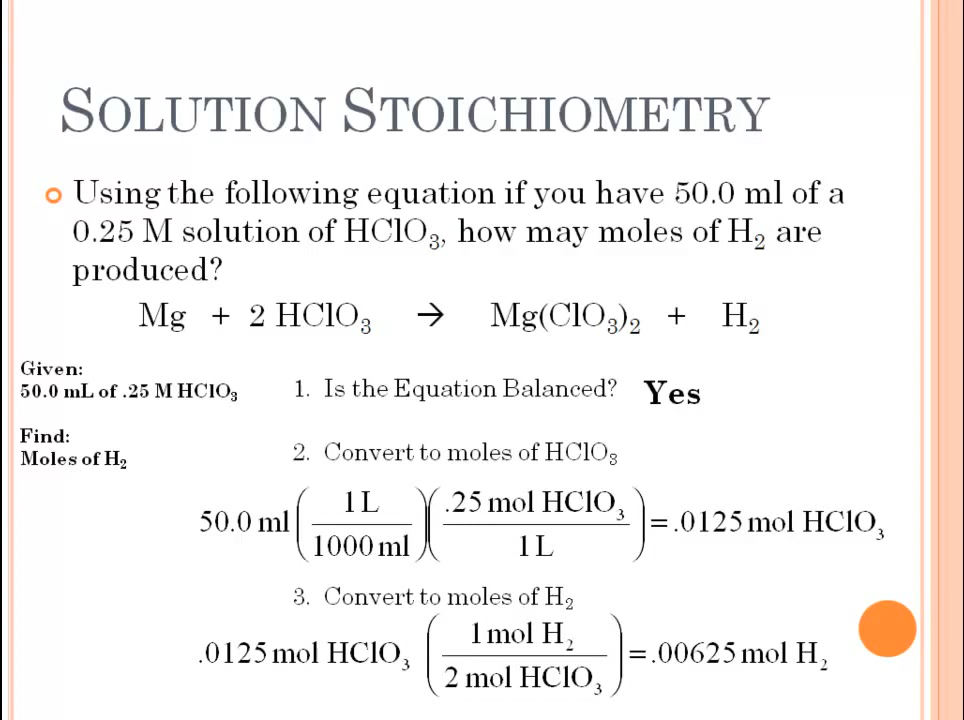 SOLUTION STOICHIOMETRY
Using the following equation if you have 50.0 ml of a
0.25 M solution of HClO₃, how may moles of H₂ are
produced?
Mg + 2 HClO₃ → Mg(ClO₃)₂ + H₂
Given:
50.0 mL of .25 M HClO₃
Find:
Moles of H₂
1. Is the Equation Balanced? Yes
2. Convert to moles of HClO₃
50.0 ml (1 L / 1000 ml) (.25 mol HClO₃ / 1 L) = .0125 mol HClO₃
3. Convert to moles of H₂
.0125 mol HClO₃ (1 mol H₂ / 2 mol HClO₃) = .00625 mol H₂